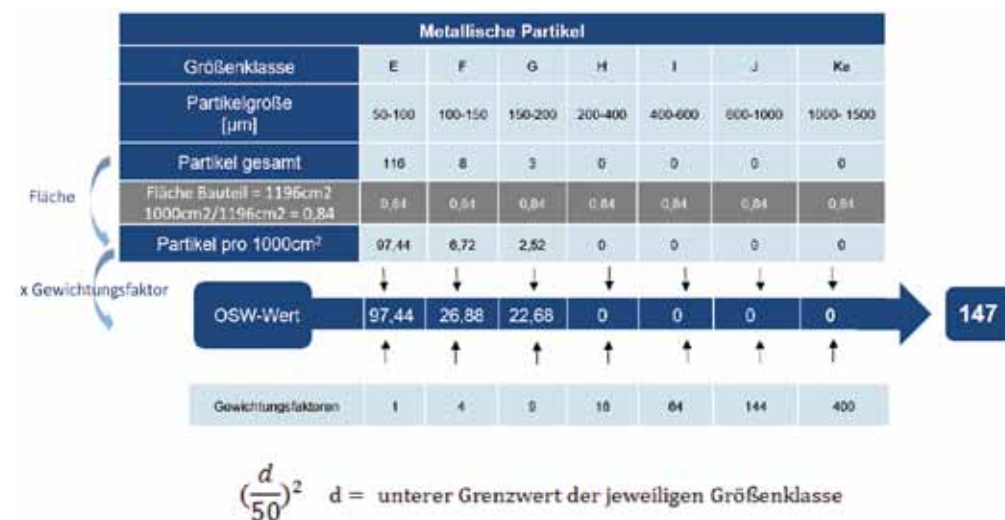 Metallische Partikel
Größenklasse E F G H I J Ke
Partikelgröße [µm] 50-100 100-150 150-200 200-400 400-600 600-1000 1000- 1500
Partikel gesamt 116 8 3 0 0 0 0
Fläche
Fläche Bauteil = 1196cm2
1000cm2/1196cm2 = 0,84 0,84 0,84 0,84 0,84 0,84 0,84 0,84
Partikel pro 1000cm² 97,44 6,72 2,52 0 0 0 0
x Gewichtungsfaktor
OSW-Wert 97,44 26,88 22,68 0 0 0 0 147
Gewichtungsfaktoren 1 4 9 16 64 144 400
(d/50)² d = unterer Grenzwert der jeweiligen Größenklasse